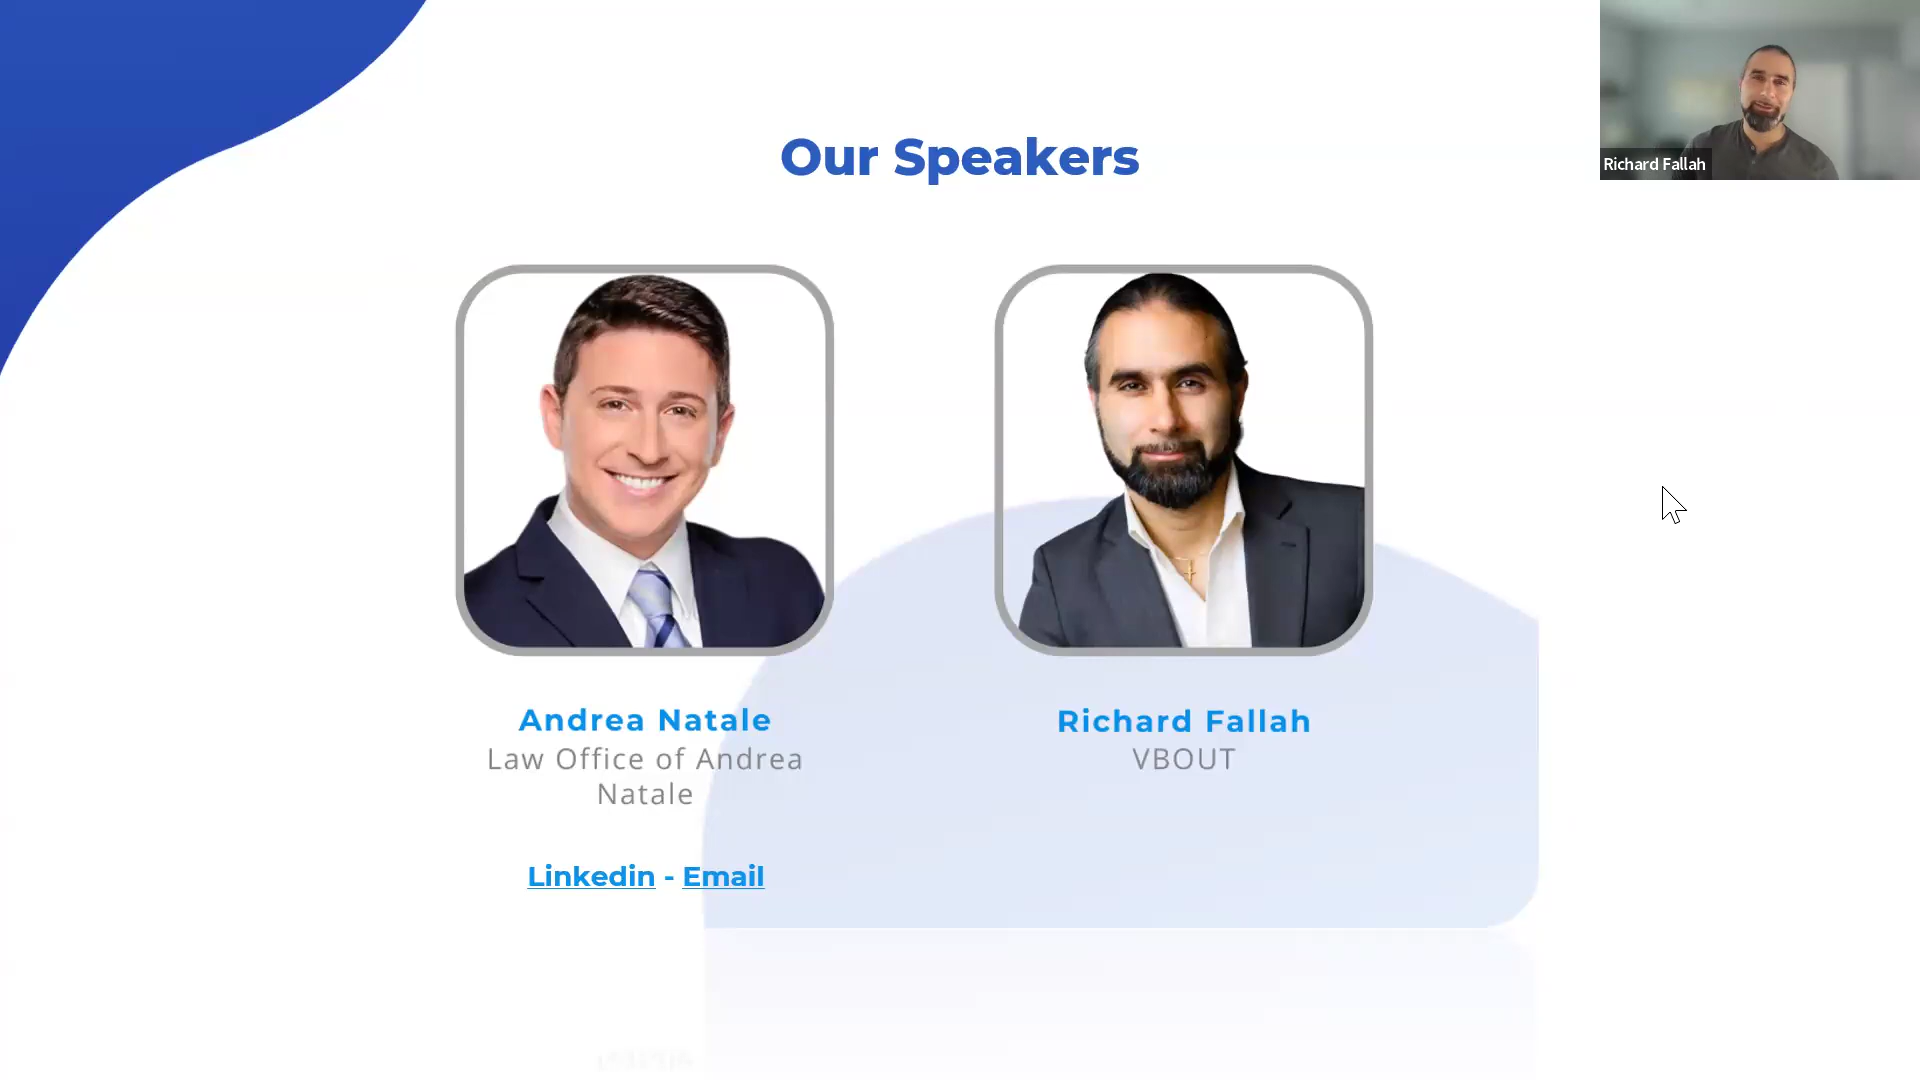 Our Speakers
Richard Fallah
Andrea Natale
Law Office of Andrea
Natale
Linkedin - Email
Richard Fallah
VBOUT